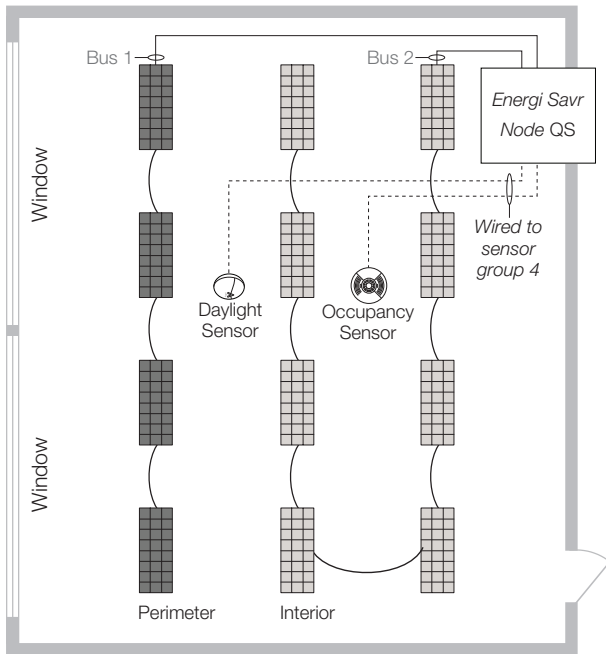 Bus 1
Bus 2
Energi Savr
Node QS
Window
Wired to
sensor
group 4
Daylight
Sensor
Occupancy
Sensor
Window
Perimeter
Interior